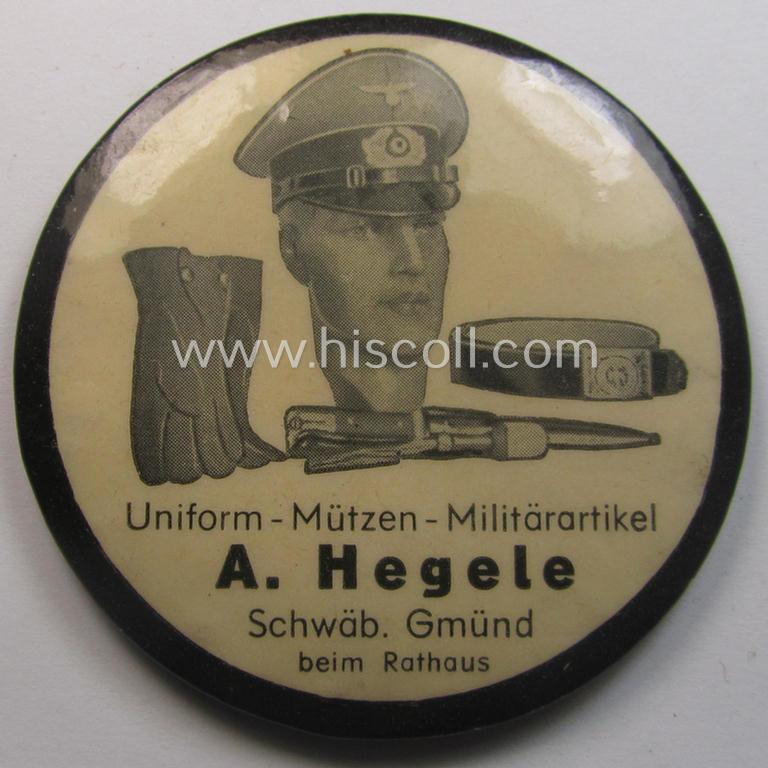 www.hiscoll.com
Uniform - Mützen - Militärartikel
A. Hegele
Schwäb. Gmünd
beim Rathaus